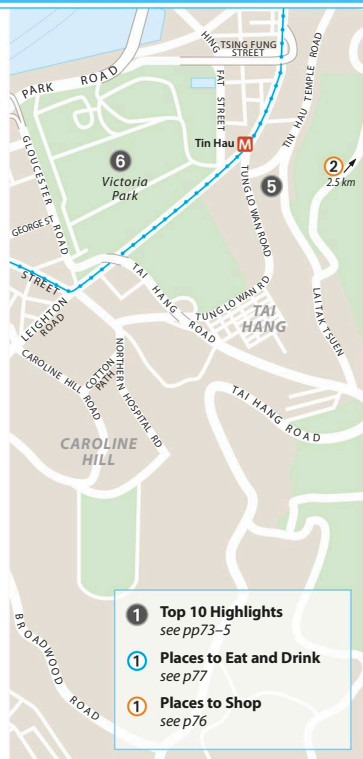 HING
FAT STREET
TSING FUNG
STREET
TIN HAU TEMPLE ROAD
PARK ROAD
GLOUCESTER ROAD
Tin Hau M
6
Victoria
Park
5
2
2.5 km
TUNG LO WAN ROAD
GEORGE ST
STREET
LEIGHTON
ROAD
TAI HANG ROAD
TUNG LO WAN RD
TAI
HANG
LAI TAK TSUEN
CAROLINE HILL ROAD
COTTON
PATH
NORTHERN HOSPITAL RD
TAI HANG ROAD
CAROLINE
HILL
BROADWOOD ROAD
1 Top 10 Highlights
see pp73–5
1 Places to Eat and Drink
see p77
1 Places to Shop
see p76